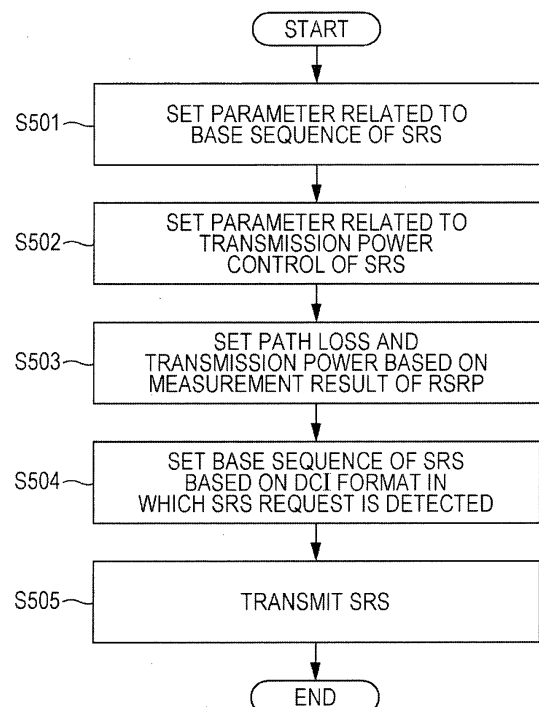 START
S501
SET PARAMETER RELATED TO
BASE SEQUENCE OF SRS
S502
SET PARAMETER RELATED TO
TRANSMISSION POWER
CONTROL OF SRS
S503
SET PATH LOSS AND
TRANSMISSION POWER BASED ON
MEASUREMENT RESULT OF RSRP
S504
SET BASE SEQUENCE OF SRS
BASED ON DCI FORMAT IN
WHICH SRS REQUEST IS DETECTED
S505
TRANSMIT SRS
END